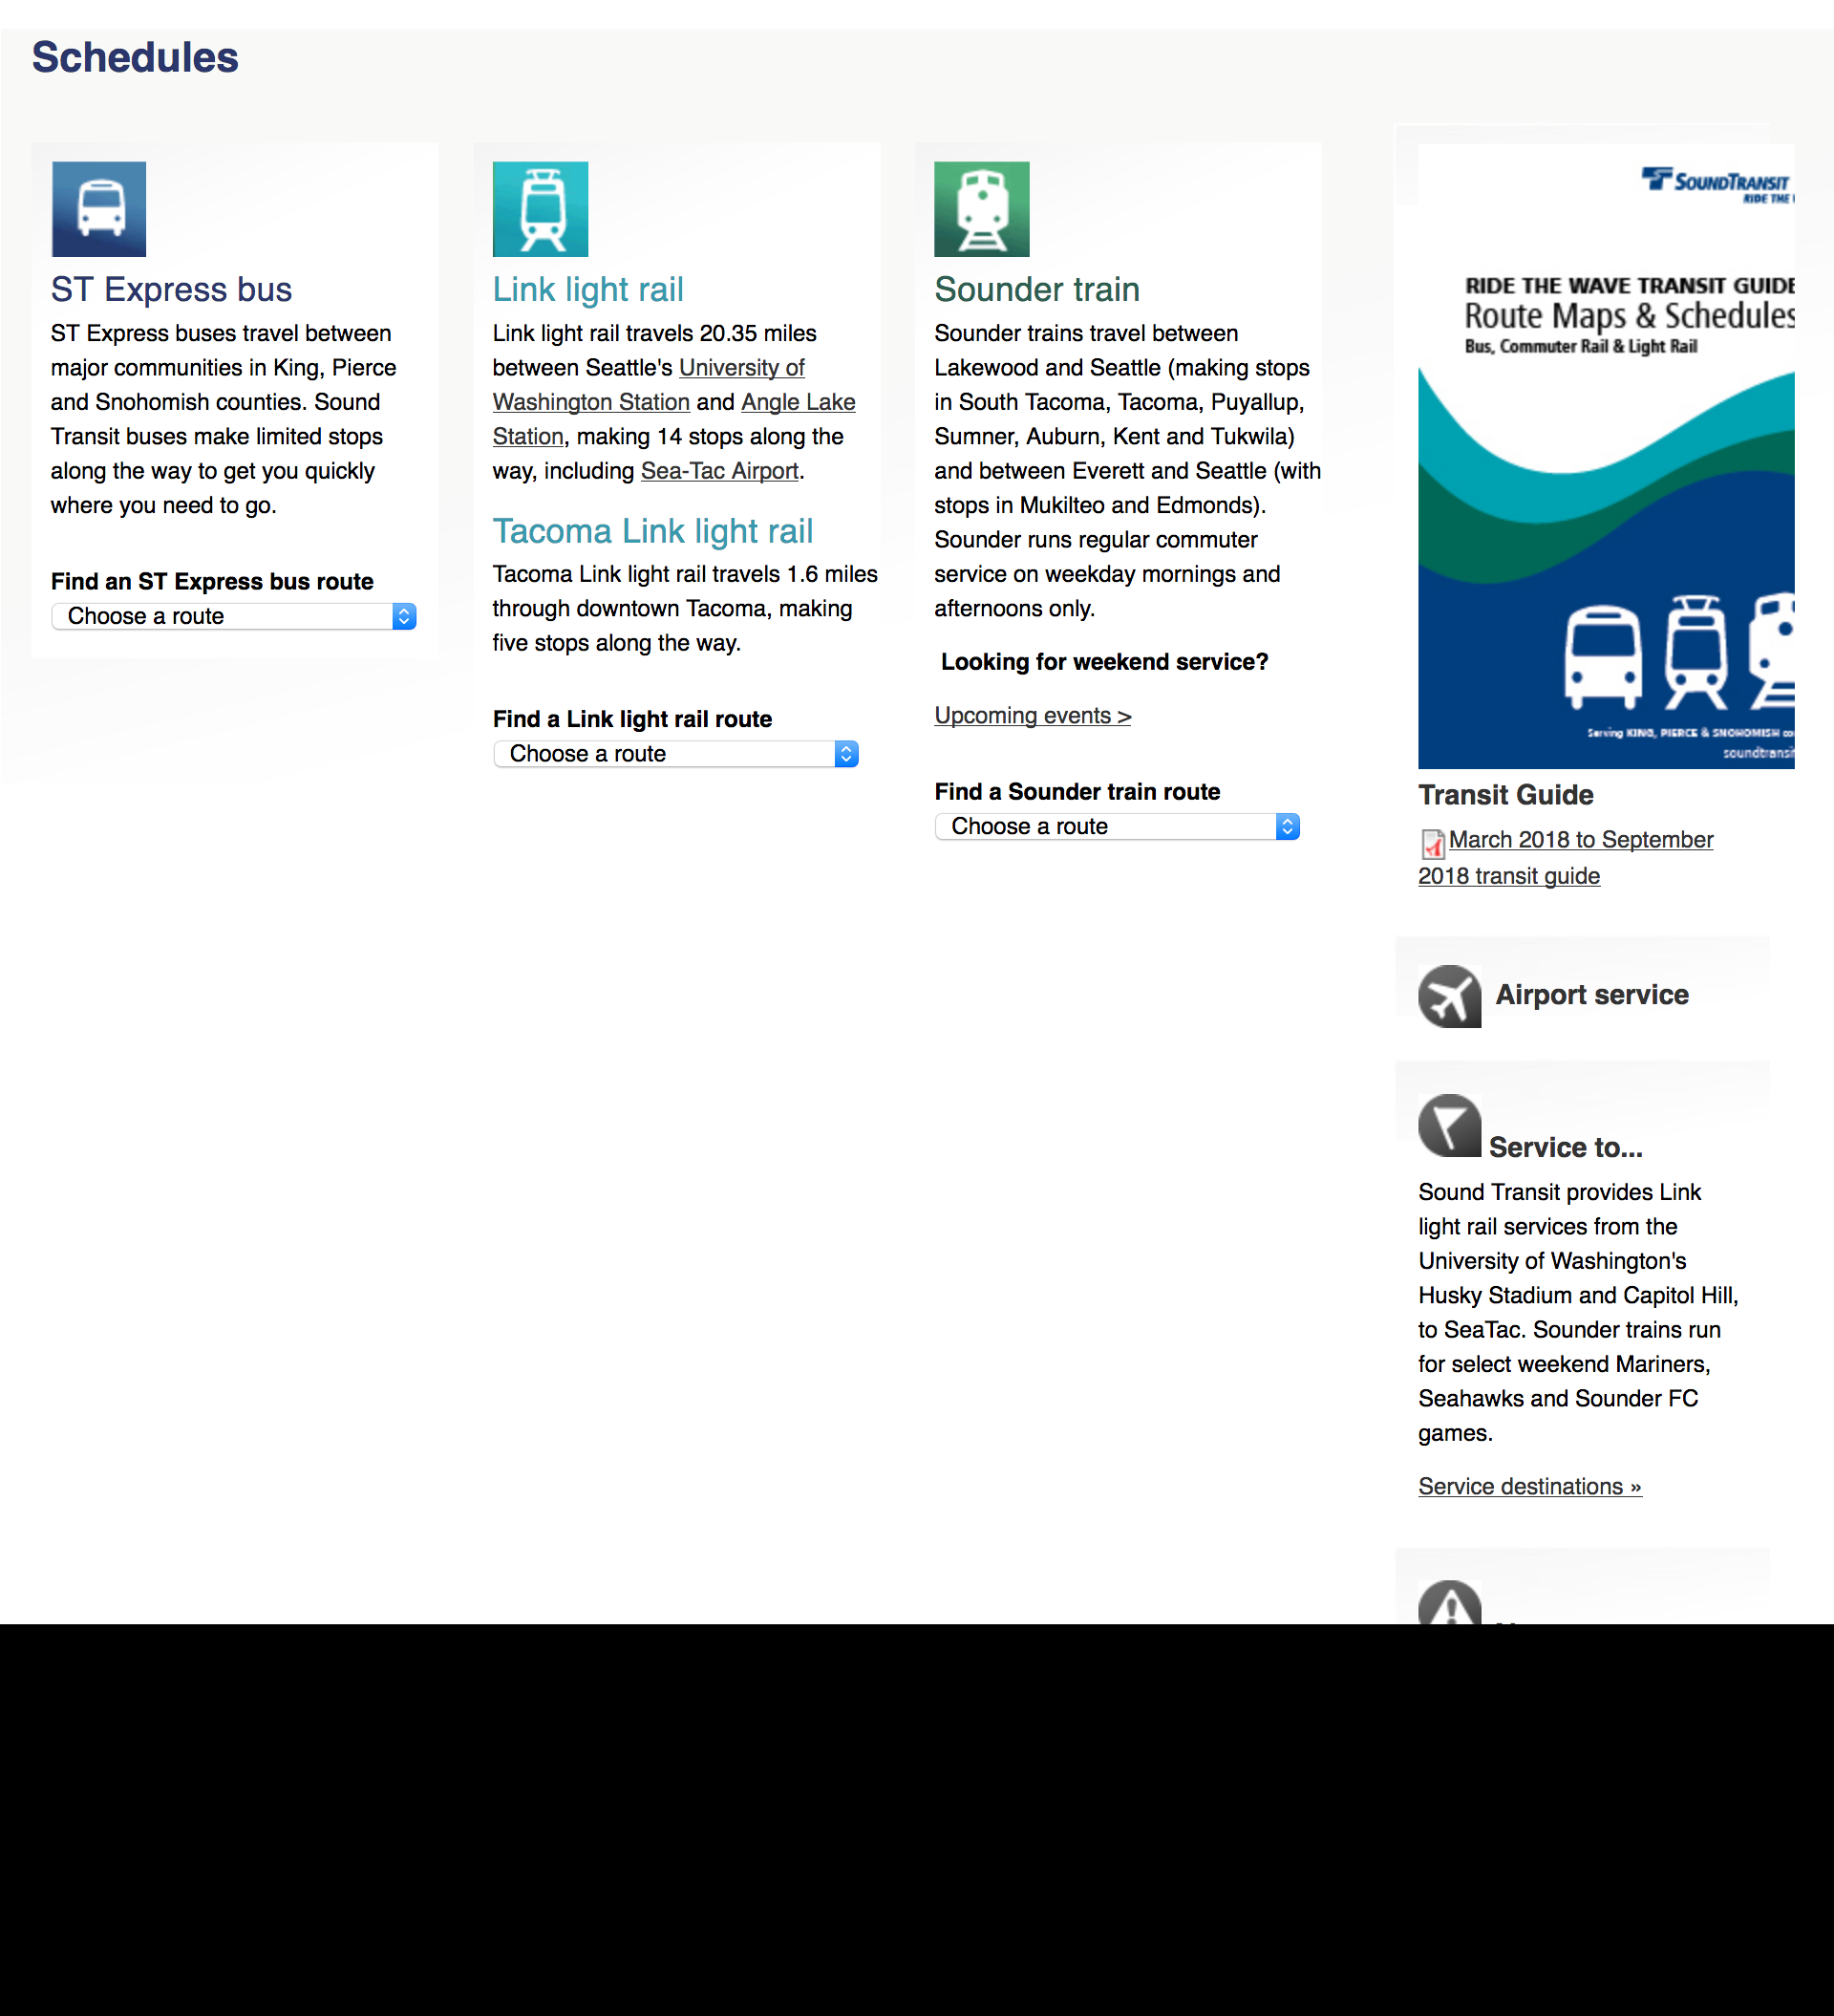 Schedules
ST Express bus
ST Express buses travel between
major communities in King, Pierce
and Snohomish counties. Sound
Transit buses make limited stops
along the way to get you quickly
where you need to go.
Find an ST Express bus route
Choose a route
Link light rail
Link light rail travels 20.35 miles
between Seattle's University of
Washington Station and Angle Lake
Station, making 14 stops along the
way, including Sea-Tac Airport.
Tacoma Link light rail
Tacoma Link light rail travels 1.6 miles
through downtown Tacoma, making
five stops along the way.
Find a Link light rail route
Choose a route
Sounder train
Sounder trains travel between
Lakewood and Seattle (making stops
in South Tacoma, Tacoma, Puyallup,
Sumner, Auburn, Kent and Tukwila)
and between Everett and Seattle (with
stops in Mukilteo and Edmonds).
Sounder runs regular commuter
service on weekday mornings and
afternoons only.
Looking for weekend service?
Upcoming events >
Find a Sounder train route
Choose a route
SOUNDTRANSIT
RIDE THE
RIDE THE WAVE TRANSIT GUIDE
Route Maps & Schedules
Bus, Commuter Rail & Light Rail
Serving KING, PIERCE & SNOHOMISH co
soundtransit
Transit Guide
March 2018 to September
2018 transit guide
Airport service
Service to...
Sound Transit provides Link
light rail services from the
University of Washington's
Husky Stadium and Capitol Hill,
to SeaTac. Sounder trains run
for select weekend Mariners,
Seahawks and Sounder FC
games.
Service destinations »